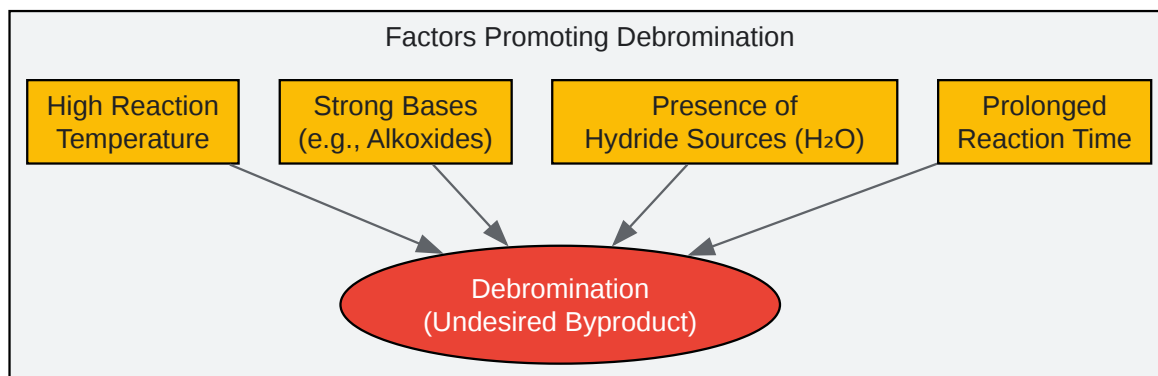 Factors Promoting Debromination
High Reaction
Temperature
Strong Bases
(e.g., Alkoxides)
Presence of
Hydride Sources (H₂O)
Prolonged
Reaction Time
Debromination
(Undesired Byproduct)